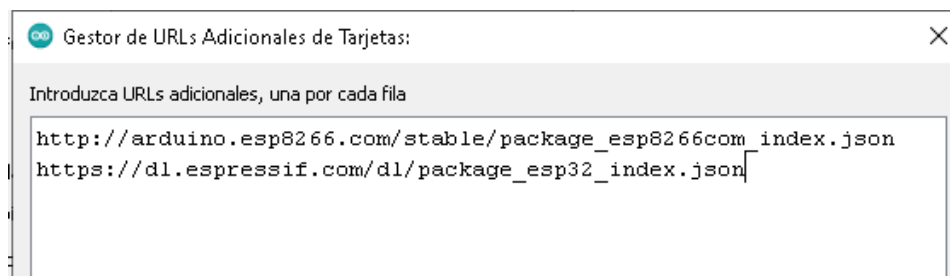 Gestor de URLs Adicionales de Tarjetas:
Introduzca URLs adicionales, una por cada fila
http://arduino.esp8266.com/stable/package_esp8266com_index.json
https://dl.espressif.com/dl/package_esp32_index.json